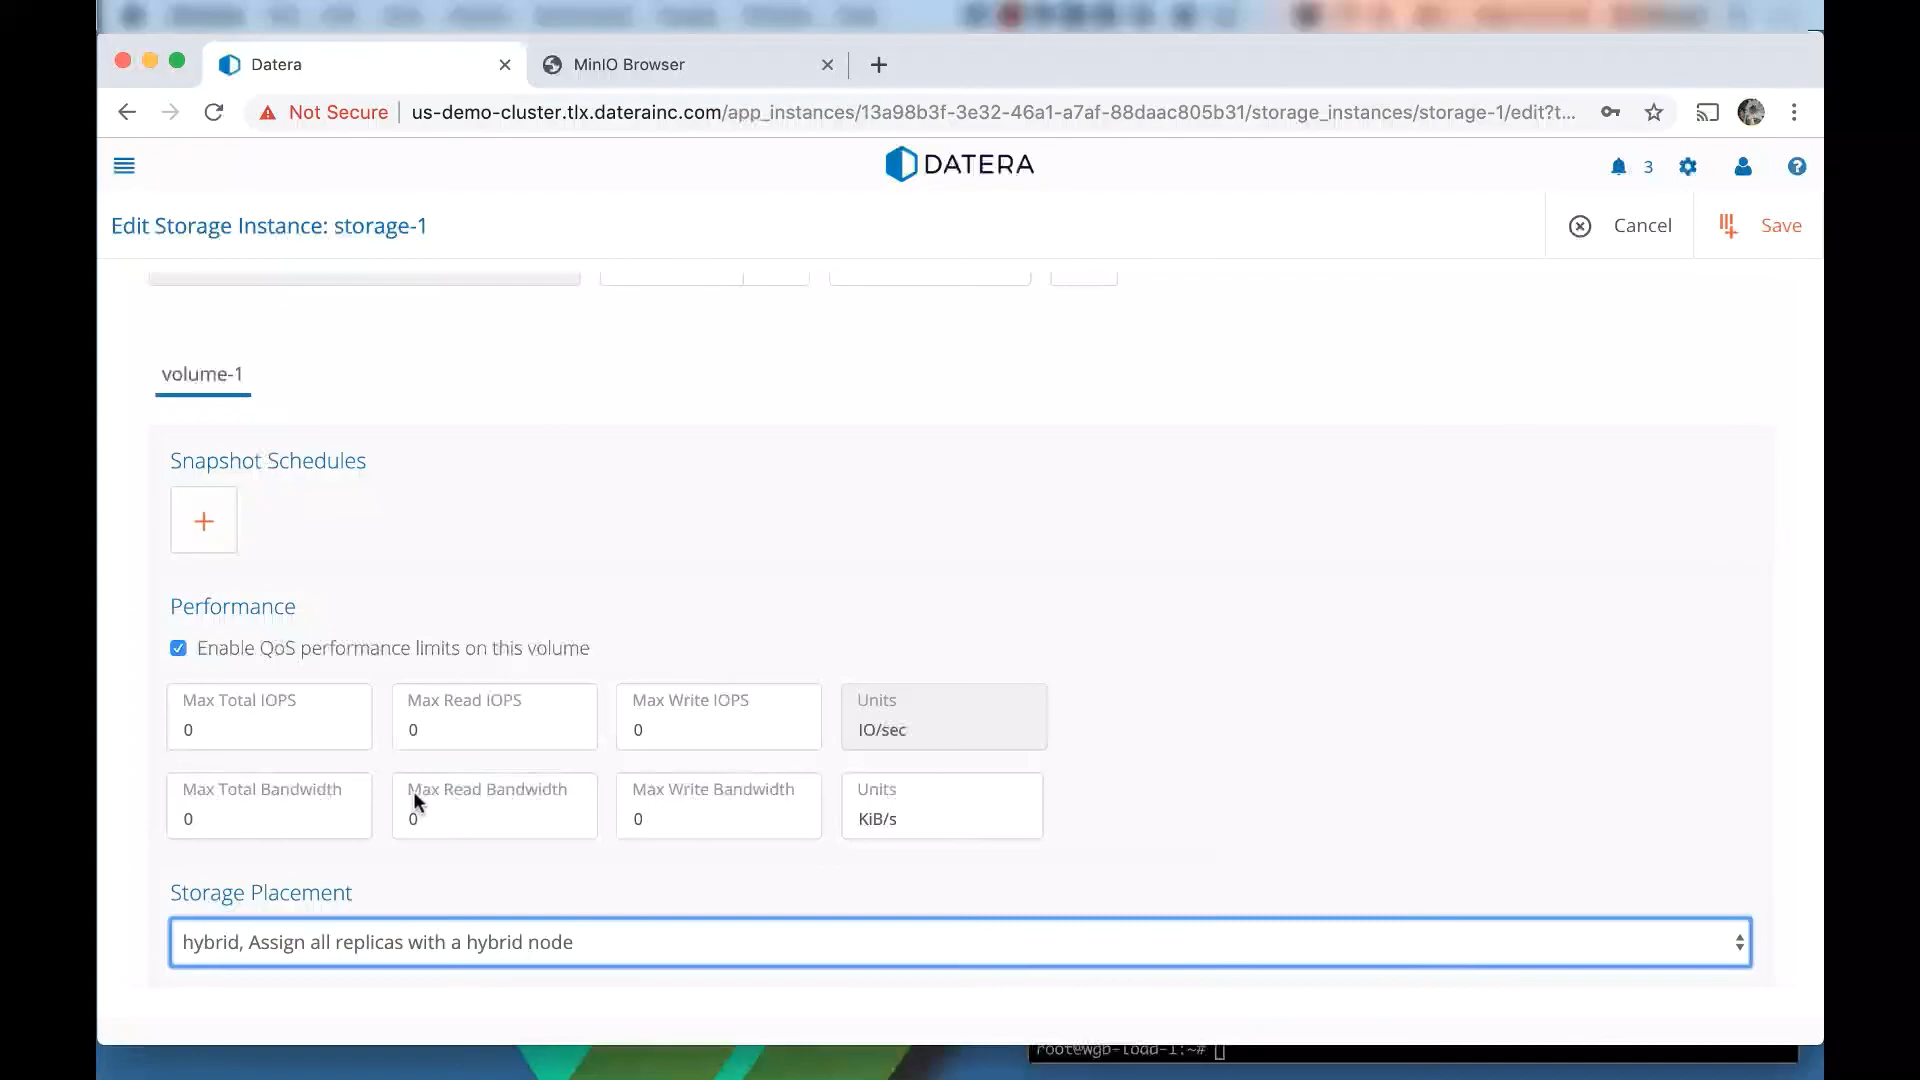 Datera
MinIO Browser
Not Secure us-demo-cluster.tlx.daterainc.com/app_instances/13a98b3f-3e32-46a1-a7af-88daac805b31/storage_instances/storage-1/edit?t...
DATERA
3
Edit Storage Instance: storage-1
Cancel
Save
volume-1
Snapshot Schedules
+
Performance
Enable QoS performance limits on this volume
Max Total IOPS Max Read IOPS Max Write IOPS Units
0 0 0 IO/sec
Max Total Bandwidth Max Read Bandwidth Max Write Bandwidth Units
0 0 0 KiB/s
Storage Placement
hybrid, Assign all replicas with a hybrid node
root@wgb-load-1:~#